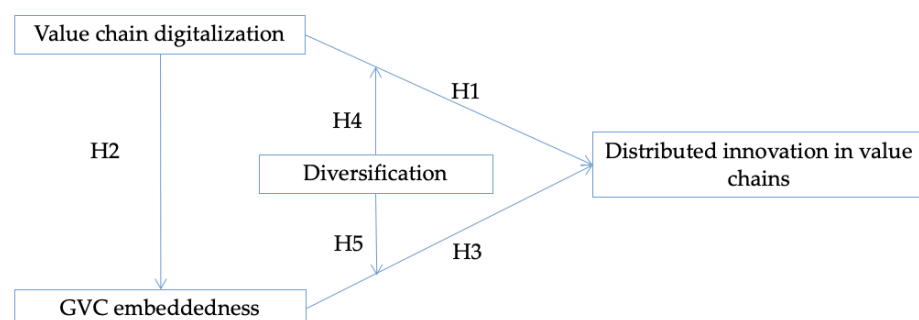 Value chain digitalization
H1
H4
H2
Distributed innovation in value
chains
Diversification
H5
H3
GVC embeddedness